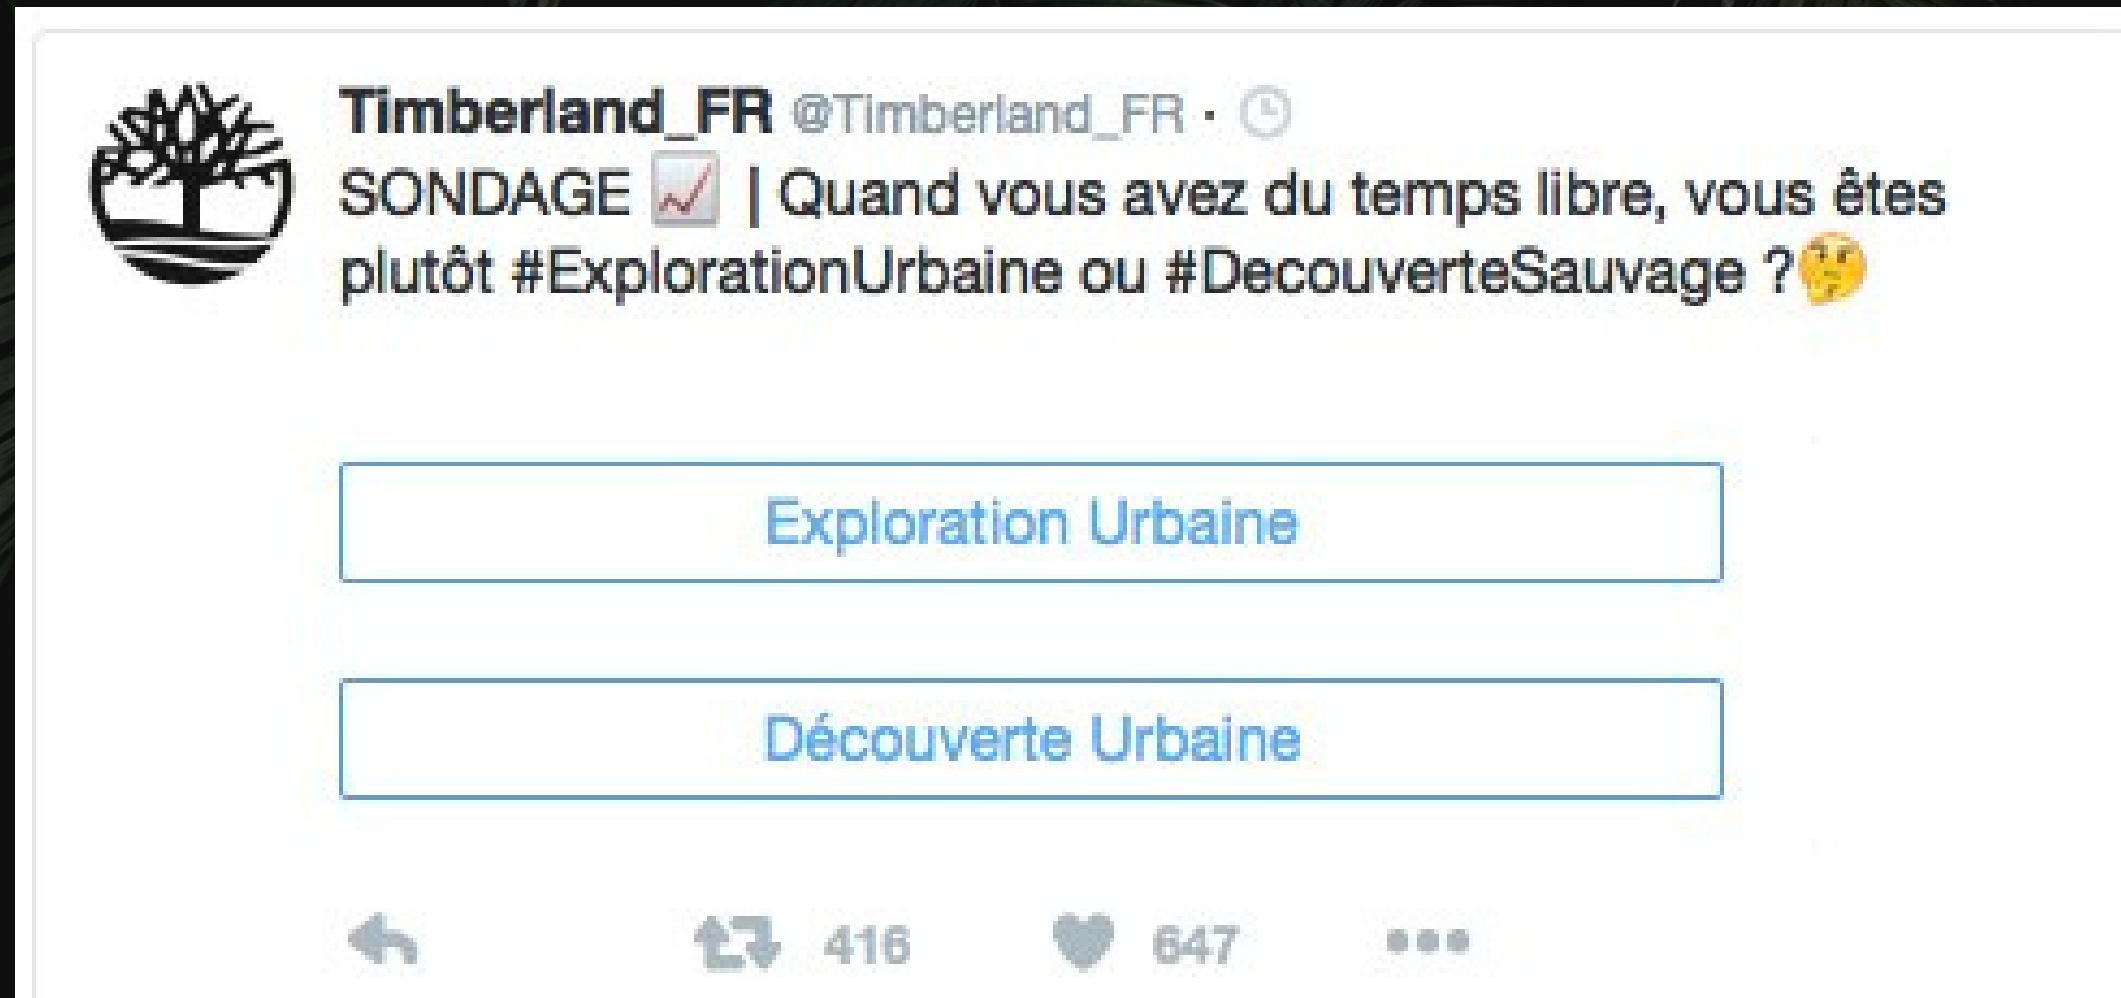 Timberland_FR @Timberland_FR ·
SONDAGE 📈 | Quand vous avez du temps libre, vous êtes
plutôt #ExplorationUrbaine ou #DecouverteSauvage ?🤔
Exploration Urbaine
Découverte Urbaine
416 647